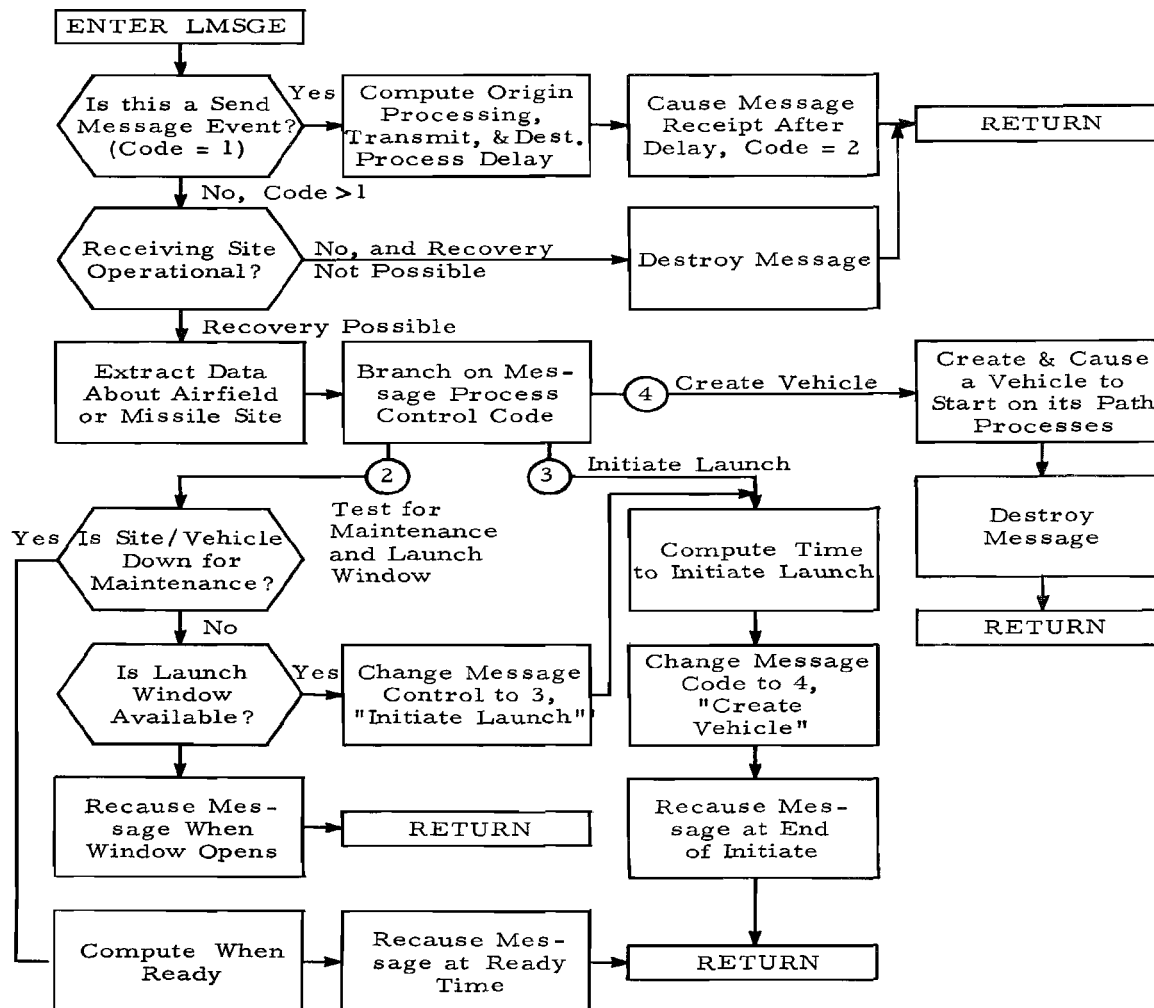 ENTER LMSGE
Is this a Send
Message Event?
(Code = 1)
Yes
Compute Origin
Processing,
Transmit, & Dest.
Process Delay
Cause Message
Receipt After
Delay, Code = 2
RETURN
No, Code >1
Receiving Site
Operational?
No, and Recovery
Not Possible
Destroy Message
Recovery Possible
Extract Data
About Airfield
or Missile Site
Branch on Mes-
sage Process
Control Code
4
Create Vehicle
Create & Cause
a Vehicle to
Start on its Path
Processes
2
3
Initiate Launch
Test for
Maintenance
and Launch
Window
Destroy
Message
RETURN
Yes
Is Site/Vehicle
Down for
Maintenance?
Compute Time
to Initiate Launch
No
Is Launch
Window
Available?
Yes
Change Message
Control to 3,
"Initiate Launch"
Change Message
Code to 4,
"Create
Vehicle"
Recause Mes-
sage When
Window Opens
RETURN
Recause Mes-
sage at End
of Initiate
Compute When
Ready
Recause Mes-
sage at Ready
Time
RETURN